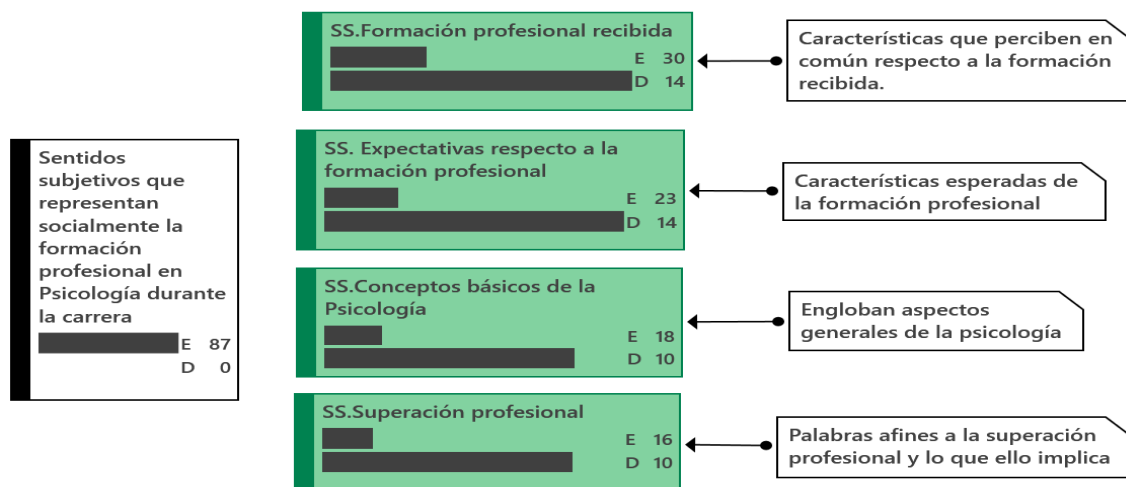 Sentidos
subjetivos que
representan
socialmente la
formación
profesional en
Psicología durante
la carrera
E 87
D 0
SS.Formación profesional recibida
E 30
D 14
Características que perciben en
común respecto a la formación
recibida.
SS. Expectativas respecto a la
formación profesional
E 23
D 14
Características esperadas de
la formación profesional
SS.Conceptos básicos de la
Psicología
E 18
D 10
Engloban aspectos
generales de la psicología
SS.Superación profesional
E 16
D 10
Palabras afines a la superación
profesional y lo que ello implica